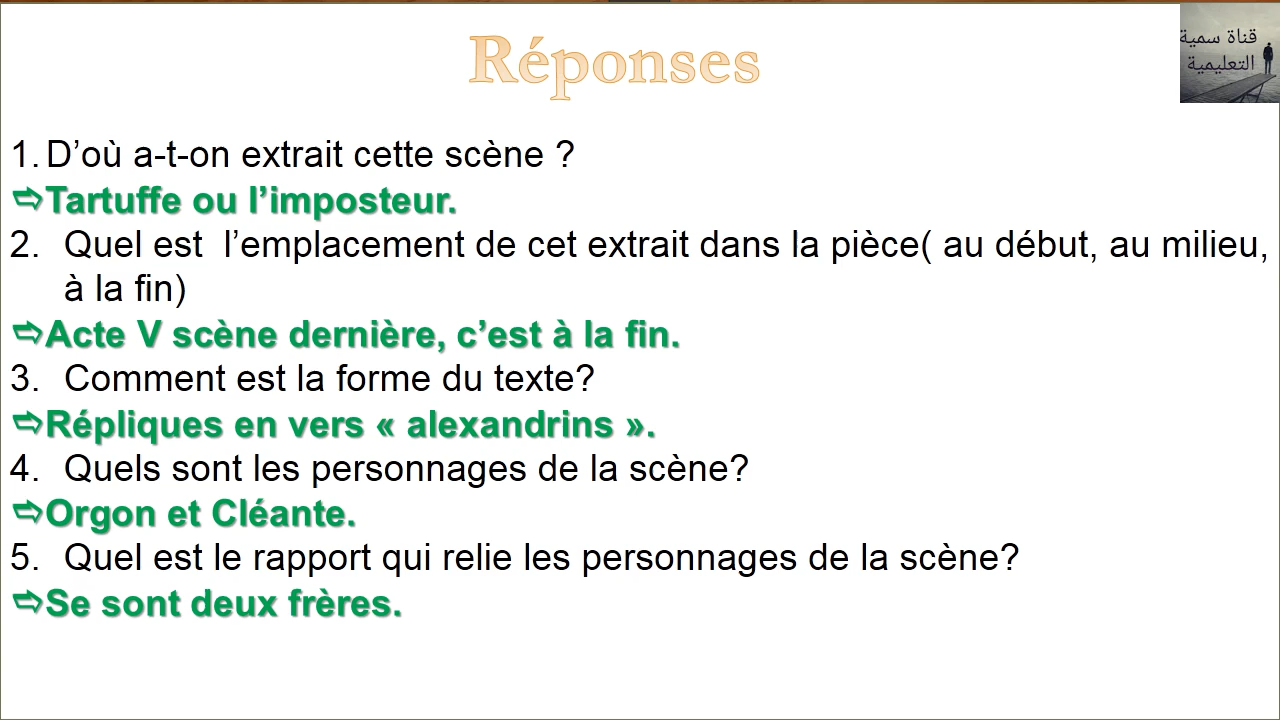 Réponses
قناة سمية
التعليمية
1. D’où a-t-on extrait cette scène ?
⇨Tartuffe ou l’imposteur.
2. Quel est l’emplacement de cet extrait dans la pièce( au début, au milieu,
à la fin)
⇨Acte V scène dernière, c’est à la fin.
3. Comment est la forme du texte?
⇨Répliques en vers « alexandrins ».
4. Quels sont les personnages de la scène?
⇨Orgon et Cléante.
5. Quel est le rapport qui relie les personnages de la scène?
⇨Se sont deux frères.